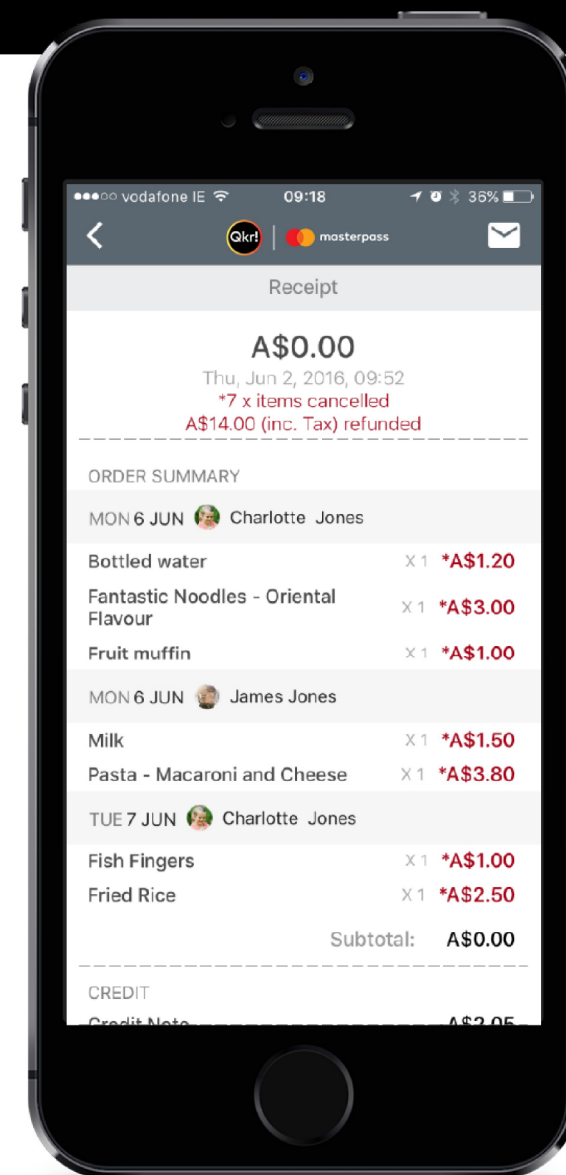 vodafone IE 09:18 36%
Qkr! masterpass
Receipt
A$0.00
Thu, Jun 2, 2016, 09:52
*7 x items cancelled
A$14.00 (inc. Tax) refunded
ORDER SUMMARY
MON 6 JUN Charlotte Jones
Bottled water X 1 *A$1.20
Fantastic Noodles - Oriental
Flavour X 1 *A$3.00
Fruit muffin X 1 *A$1.00
MON 6 JUN James Jones
Milk X 1 *A$1.50
Pasta - Macaroni and Cheese X 1 *A$3.80
TUE 7 JUN Charlotte Jones
Fish Fingers X 1 *A$1.00
Fried Rice X 1 *A$2.50
Subtotal: A$0.00
CREDIT
Credit Note A$2.05